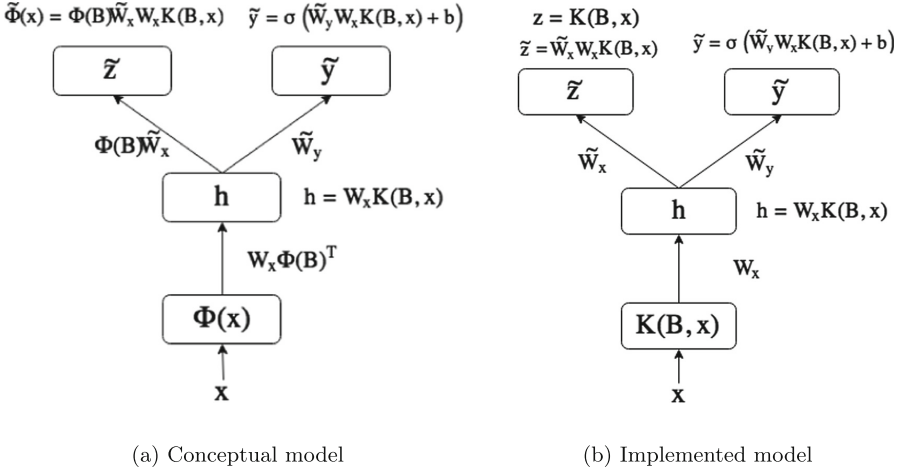 Φ̃(x) = Φ(B)W̃ₓWₓK(B, x)
ỹ = σ (W̃ᵧWₓK(B, x) + b)
z̃
ỹ
Φ(B)W̃ₓ
W̃ᵧ
h
h = WₓK(B, x)
WₓΦ(B)ᵀ
Φ(x)
x
(a) Conceptual model
z = K(B, x)
z̃ = W̃ₓWₓK(B, x)
ỹ = σ (W̃ᵧWₓK(B, x) + b)
z̃
ỹ
W̃ₓ
W̃ᵧ
h
h = WₓK(B, x)
Wₓ
K(B, x)
x
(b) Implemented model